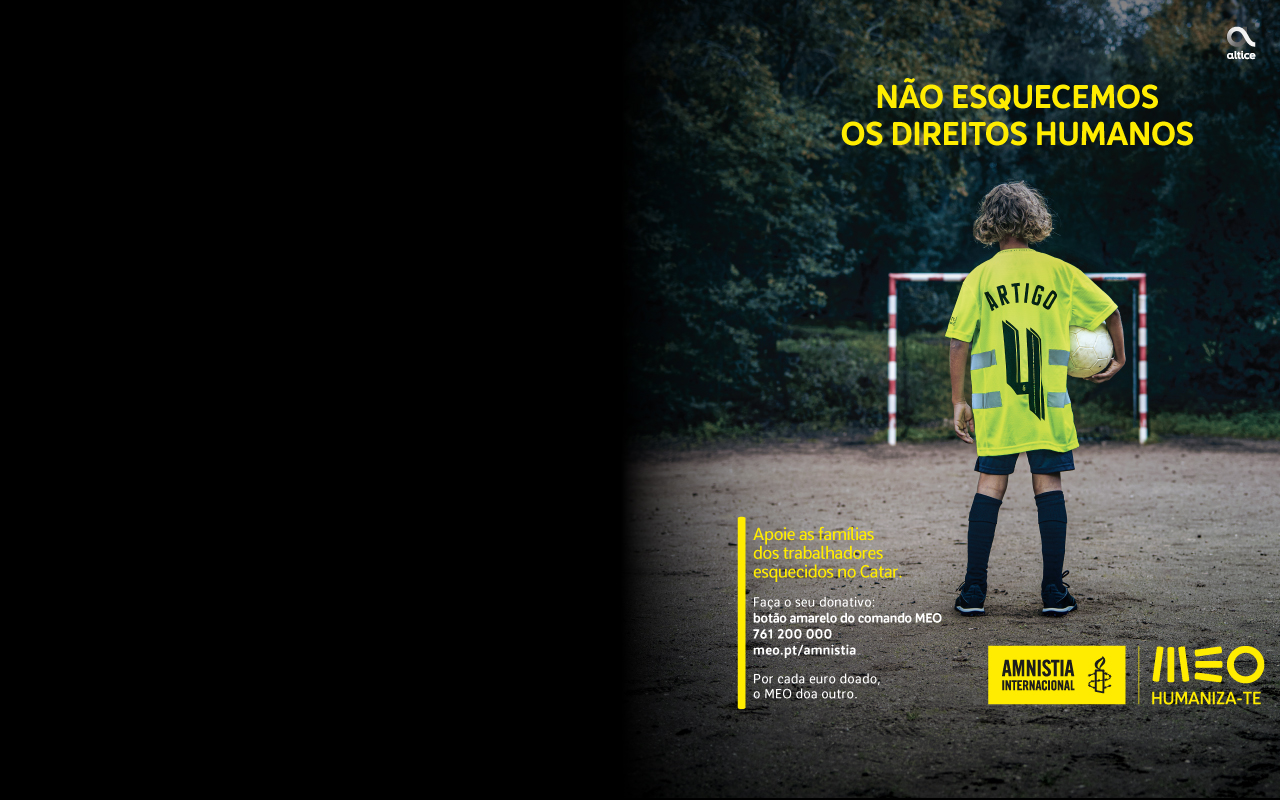 altice
NÃO ESQUECEMOS
OS DIREITOS HUMANOS
ARTIGO
4
Apoie as famílias
dos trabalhadores
esquecidos no Catar.
Faça o seu donativo:
botão amarelo do comando MEO
761 200 000
meo.pt/amnistia
Por cada euro doado,
o MEO doa outro.
AMNISTIA
INTERNACIONAL
MEO
HUMANIZA-TE